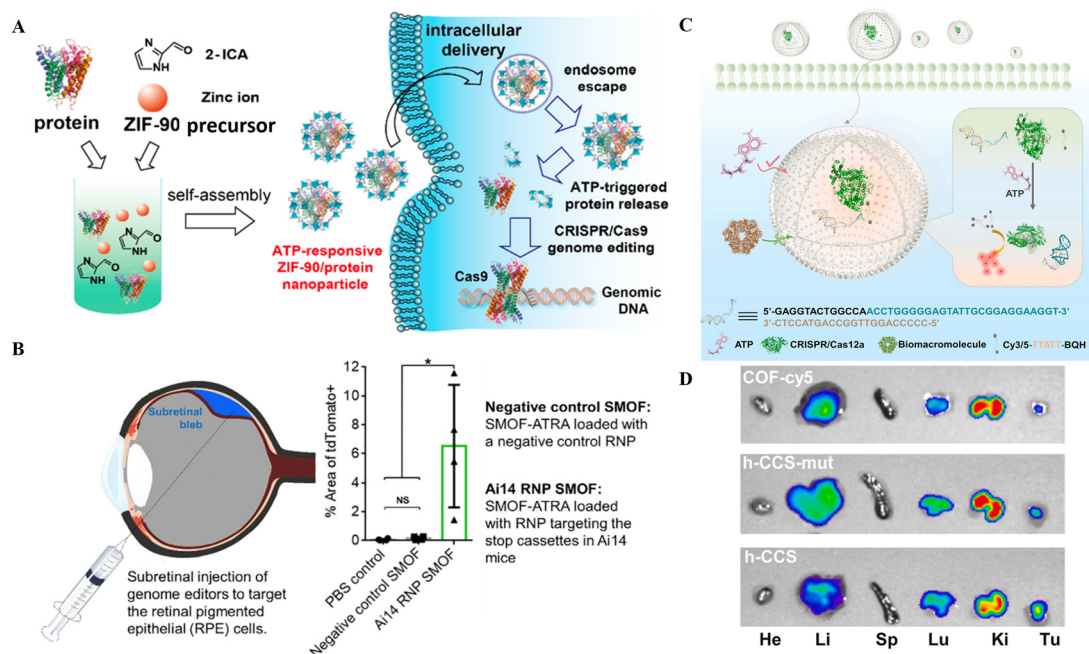 A
protein
2-ICA
Zinc ion
ZIF-90 precursor
NH
self-assembly
NH
NH
ATP-responsive
ZIF-90/protein
nanoparticle
intracellular
delivery
endosome
escape
ATP-triggered
protein release
CRISPR/Cas9
genome editing
Cas9
Genomic
DNA
B
Subretinal
bleb
Subretinal injection of
genome editors to target
the retinal pigmented
epithelial (RPE) cells.
% Area of tdTomato+
12
10
8
6
4
2
0
*
NS
PBS control
Negative control SMOF
Ai14 RNP SMOF
Negative control SMOF:
SMOF-ATRA loaded with
a negative control RNP
Ai14 RNP SMOF:
SMOF-ATRA loaded
with RNP targeting the
stop cassettes in Ai14
mice
C
ATP
5'-GAGGTACTGGCCAACCTGGGGGAGTATTGCGGAGGAAGGT-3'
3'-CTCCATGACCGGTTGGACCCCC-5'
ATP
CRISPR/Cas12a
Biomacromolecule
Cy3/5-TTATT-BQH
D
COF-cy5
h-CCS-mut
h-CCS
He Li Sp Lu Ki Tu